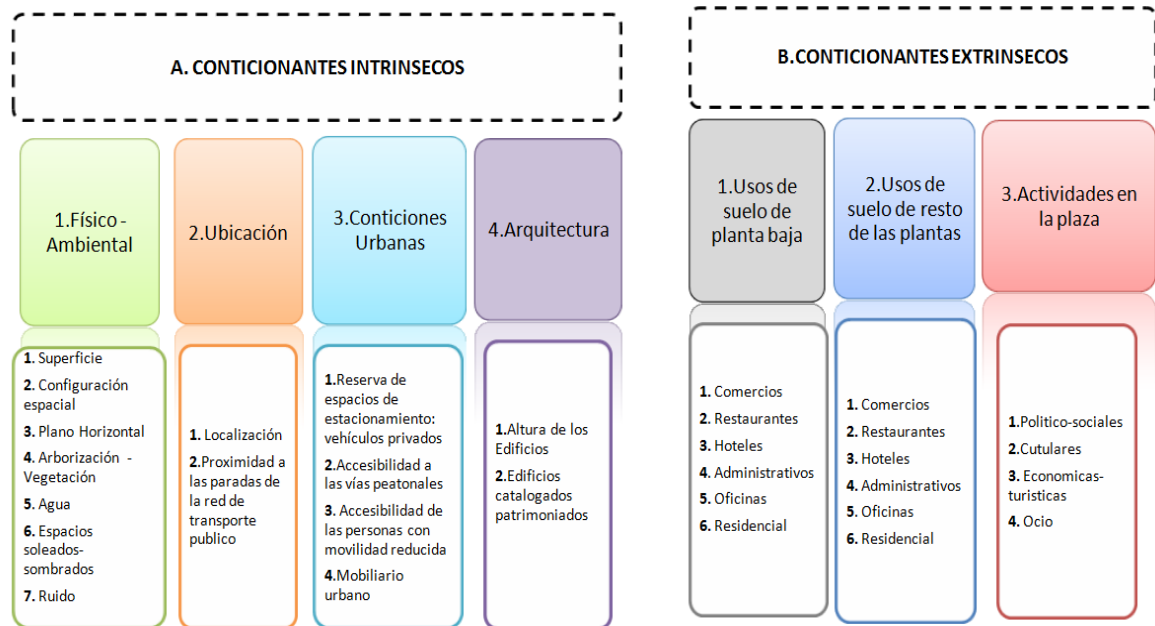 A. CONTICIONANTES INTRINSECOS
1.Físico -
Ambiental
2.Ubicación
3.Conticiones
Urbanas
4.Arquitectura
1. Superficie
2. Configuración
espacial
3. Plano Horizontal
4. Arborización -
Vegetación
5. Agua
6. Espacios
soleados-
sombrados
7. Ruido
1. Localización
2.Proximidad a
las paradas de
la red de
transporte
publico
1.Reserva de
espacios de
estacionamiento:
vehículos privados
2.Accesibilidad a
las vías peatonales
3. Accesibilidad de
las personas con
movilidad reducida
4.Mobiliario
urbano
1.Altura de los
Edificios
2.Edificios
catalogados
patrimoniados
B.CONTICIONANTES EXTRINSECOS
1.Usos de
suelo de
planta baja
2.Usos de
suelo de resto
de las plantas
3.Actividades en
la plaza
1. Comercios
2. Restaurantes
3. Hoteles
4. Administrativos
5. Oficinas
6. Residencial
1. Comercios
2. Restaurantes
3. Hoteles
4. Administrativos
5. Oficinas
6. Residencial
1.Politico-sociales
2.Cutulares
3. Economicas-
turisticas
4. Ocio